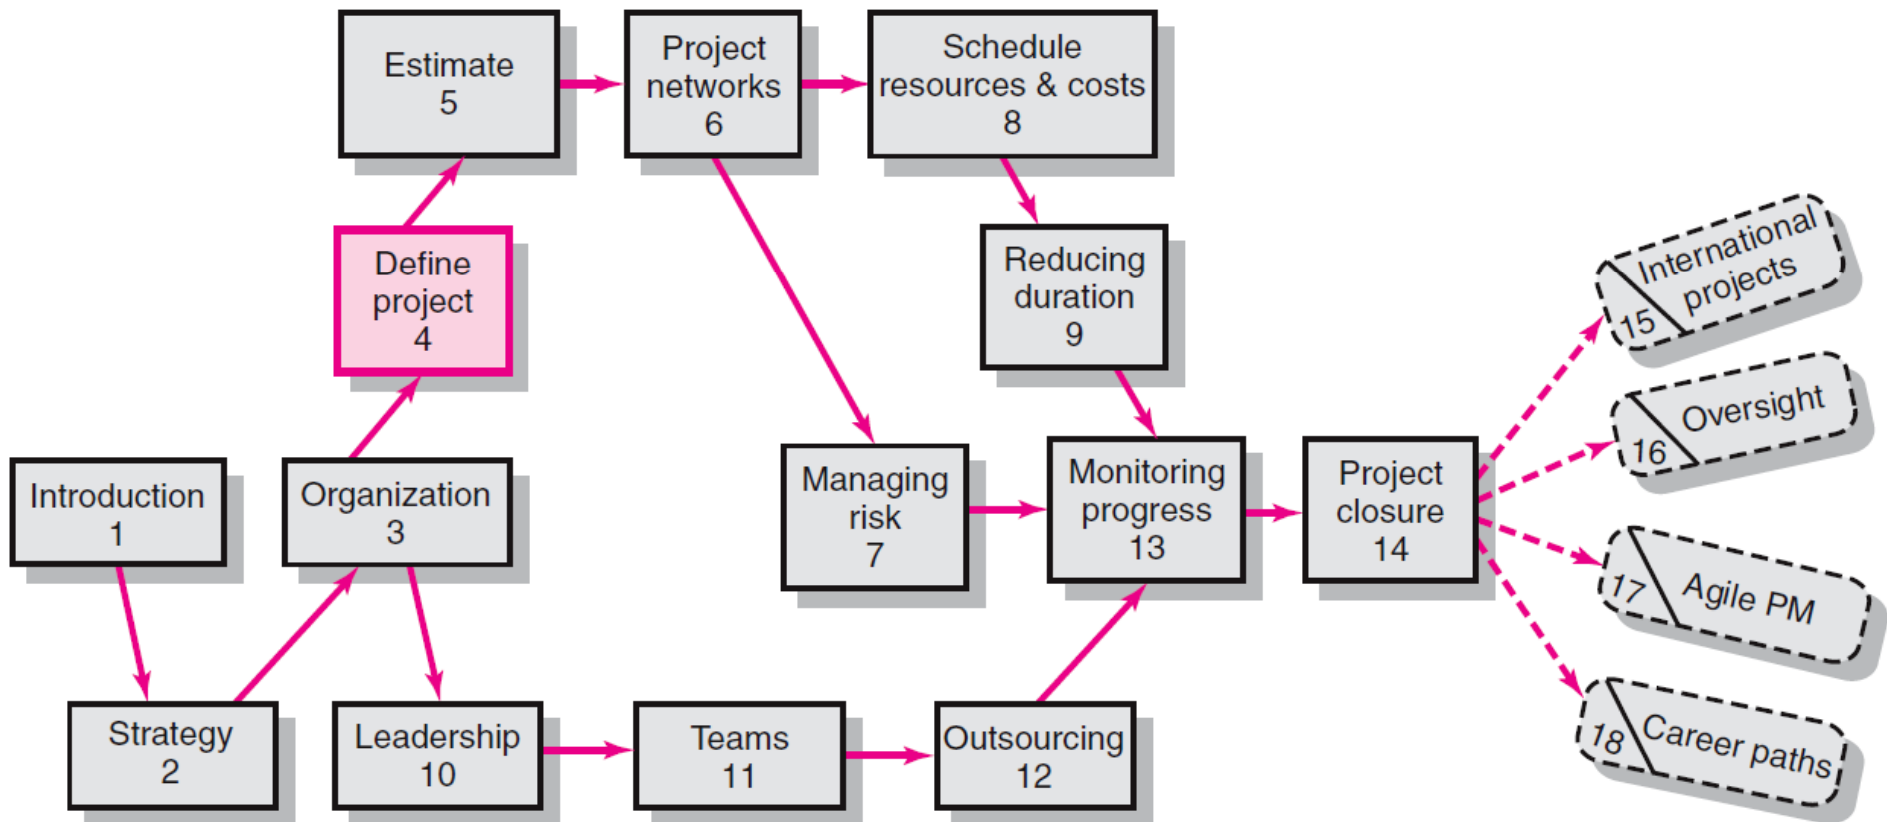 Estimate
5
Project
networks
6
Schedule
resources & costs
8
Define
project
4
Reducing
duration
9
International
projects
15
Oversight
16
Introduction
1
Organization
3
Managing
risk
7
Monitoring
progress
13
Project
closure
14
Agile PM
17
Strategy
2
Leadership
10
Teams
11
Outsourcing
12
Career paths
18